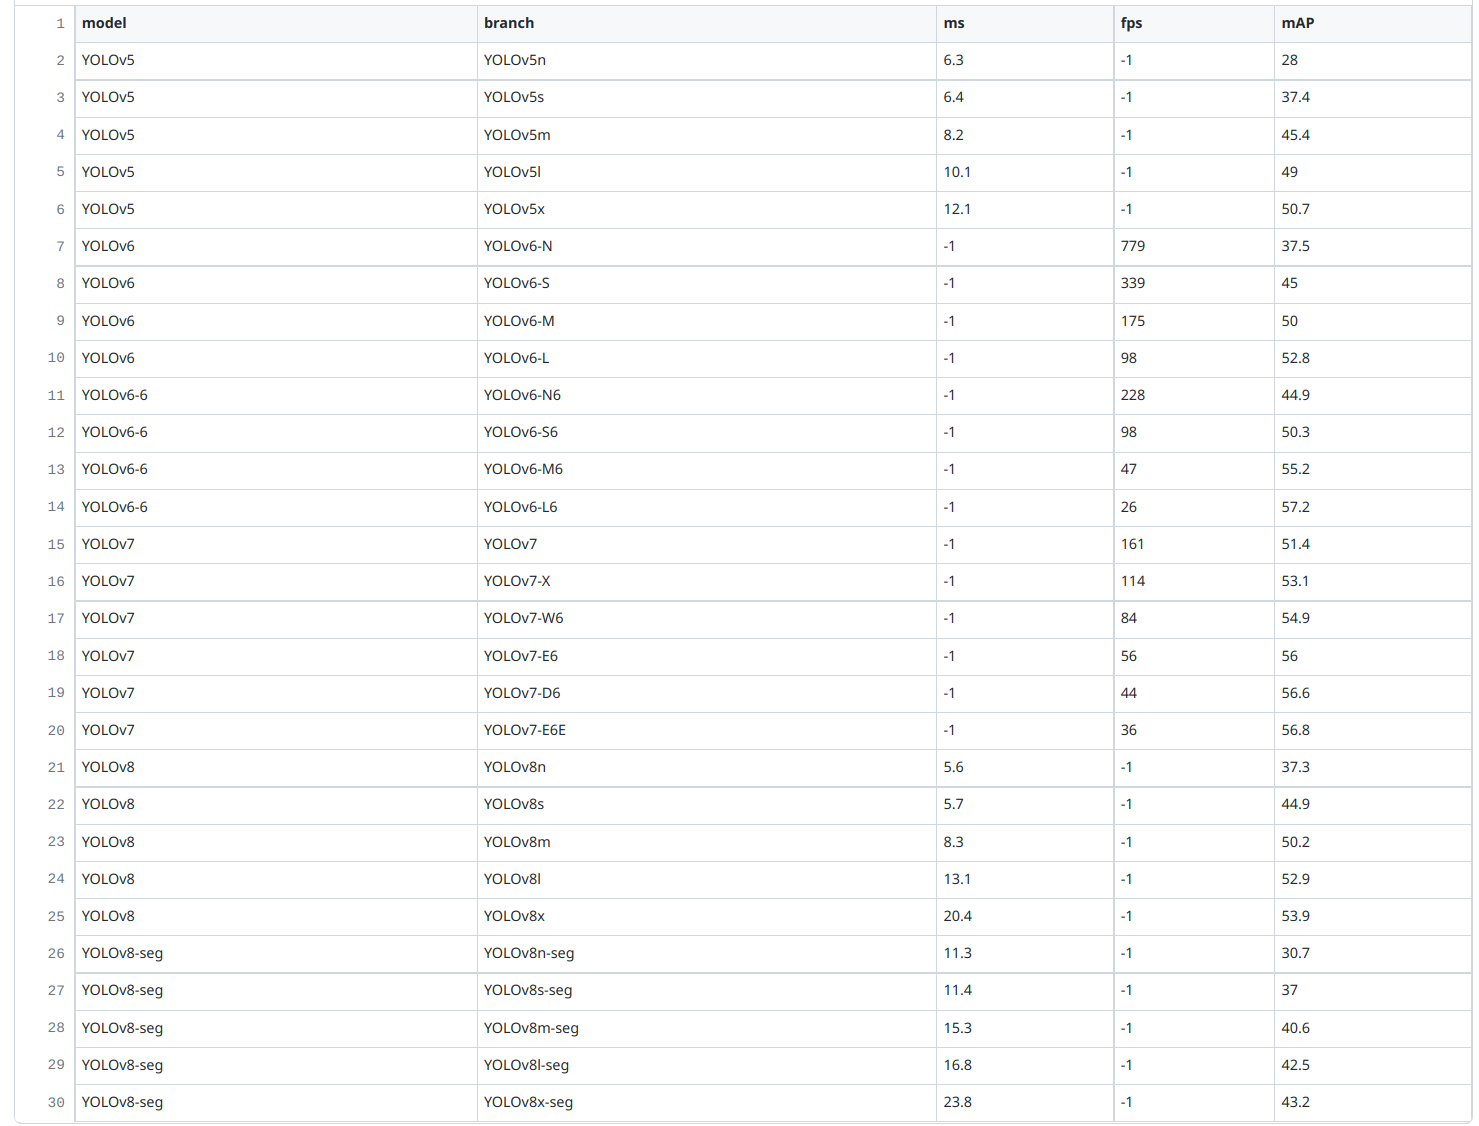 1 model branch ms fps mAP
2 YOLOv5 YOLOv5n 6.3 -1 28
3 YOLOv5 YOLOv5s 6.4 -1 37.4
4 YOLOv5 YOLOv5m 8.2 -1 45.4
5 YOLOv5 YOLOv5l 10.1 -1 49
6 YOLOv5 YOLOv5x 12.1 -1 50.7
7 YOLOv6 YOLOv6-N -1 779 37.5
8 YOLOv6 YOLOv6-S -1 339 45
9 YOLOv6 YOLOv6-M -1 175 50
10 YOLOv6 YOLOv6-L -1 98 52.8
11 YOLOv6-6 YOLOv6-N6 -1 228 44.9
12 YOLOv6-6 YOLOv6-S6 -1 98 50.3
13 YOLOv6-6 YOLOv6-M6 -1 47 55.2
14 YOLOv6-6 YOLOv6-L6 -1 26 57.2
15 YOLOv7 YOLOv7 -1 161 51.4
16 YOLOv7 YOLOv7-X -1 114 53.1
17 YOLOv7 YOLOv7-W6 -1 84 54.9
18 YOLOv7 YOLOv7-E6 -1 56 56
19 YOLOv7 YOLOv7-D6 -1 44 56.6
20 YOLOv7 YOLOv7-E6E -1 36 56.8
21 YOLOv8 YOLOv8n 5.6 -1 37.3
22 YOLOv8 YOLOv8s 5.7 -1 44.9
23 YOLOv8 YOLOv8m 8.3 -1 50.2
24 YOLOv8 YOLOv8l 13.1 -1 52.9
25 YOLOv8 YOLOv8x 20.4 -1 53.9
26 YOLOv8-seg YOLOv8n-seg 11.3 -1 30.7
27 YOLOv8-seg YOLOv8s-seg 11.4 -1 37
28 YOLOv8-seg YOLOv8m-seg 15.3 -1 40.6
29 YOLOv8-seg YOLOv8l-seg 16.8 -1 42.5
30 YOLOv8-seg YOLOv8x-seg 23.8 -1 43.2